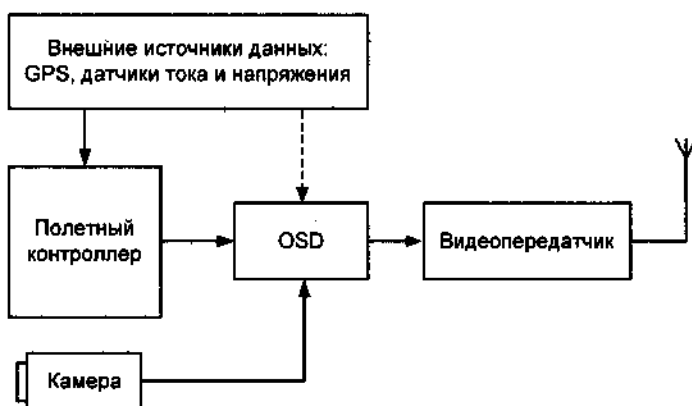 Внешние источники данных:
GPS, датчики тока и напряжения
Полетный
контроллер
OSD
Видеопередатчик
Камера